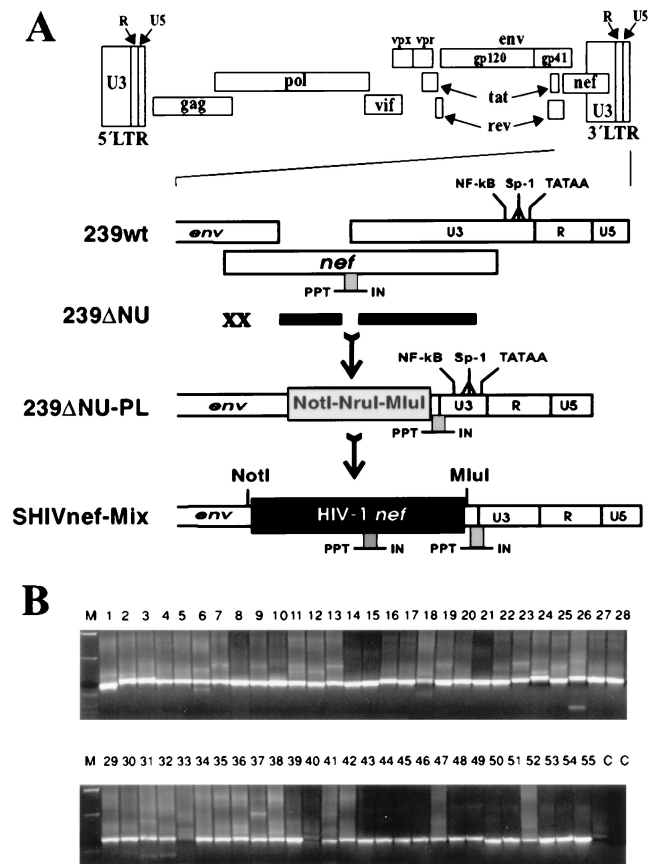 A
R U5
vpx vpr
env
R U5
U3
gp120 gp41
pol
nef
tat
gag
vif
rev
U3
5´LTR
3´LTR
NF-kB Sp-1 TATAA
239wt
env
U3 R U5
nef
PPT IN
239ΔNU
XX
NF-kB Sp-1 TATAA
239ΔNU-PL
env
NotI-NruI-MluI
U3 R U5
PPT IN
NotI MluI
SHIVnef-Mix
env
HIV-1 nef
U3 R U5
PPT IN PPT IN
B
M 1 2 3 4 5 6 7 8 9 10 11 12 13 14 15 16 17 18 19 20 21 22 23 24 25 26 27 28
M 29 30 31 32 33 34 35 36 37 38 39 40 41 42 43 44 45 46 47 48 49 50 51 52 53 54 55 C C